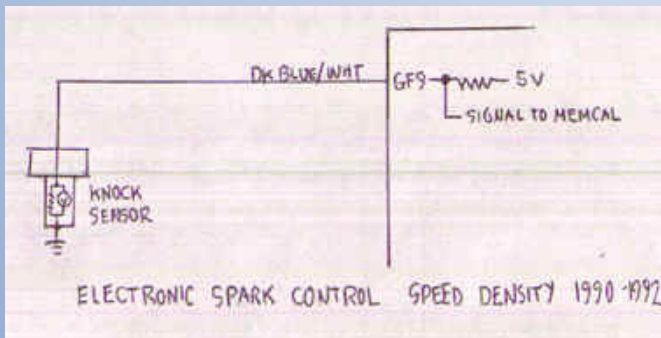 DK BLUE/WHT
GF9 5V
SIGNAL TO MEMCAL
KNOCK
SENSOR
ELECTRONIC SPARK CONTROL SPEED DENSITY 1990-1992